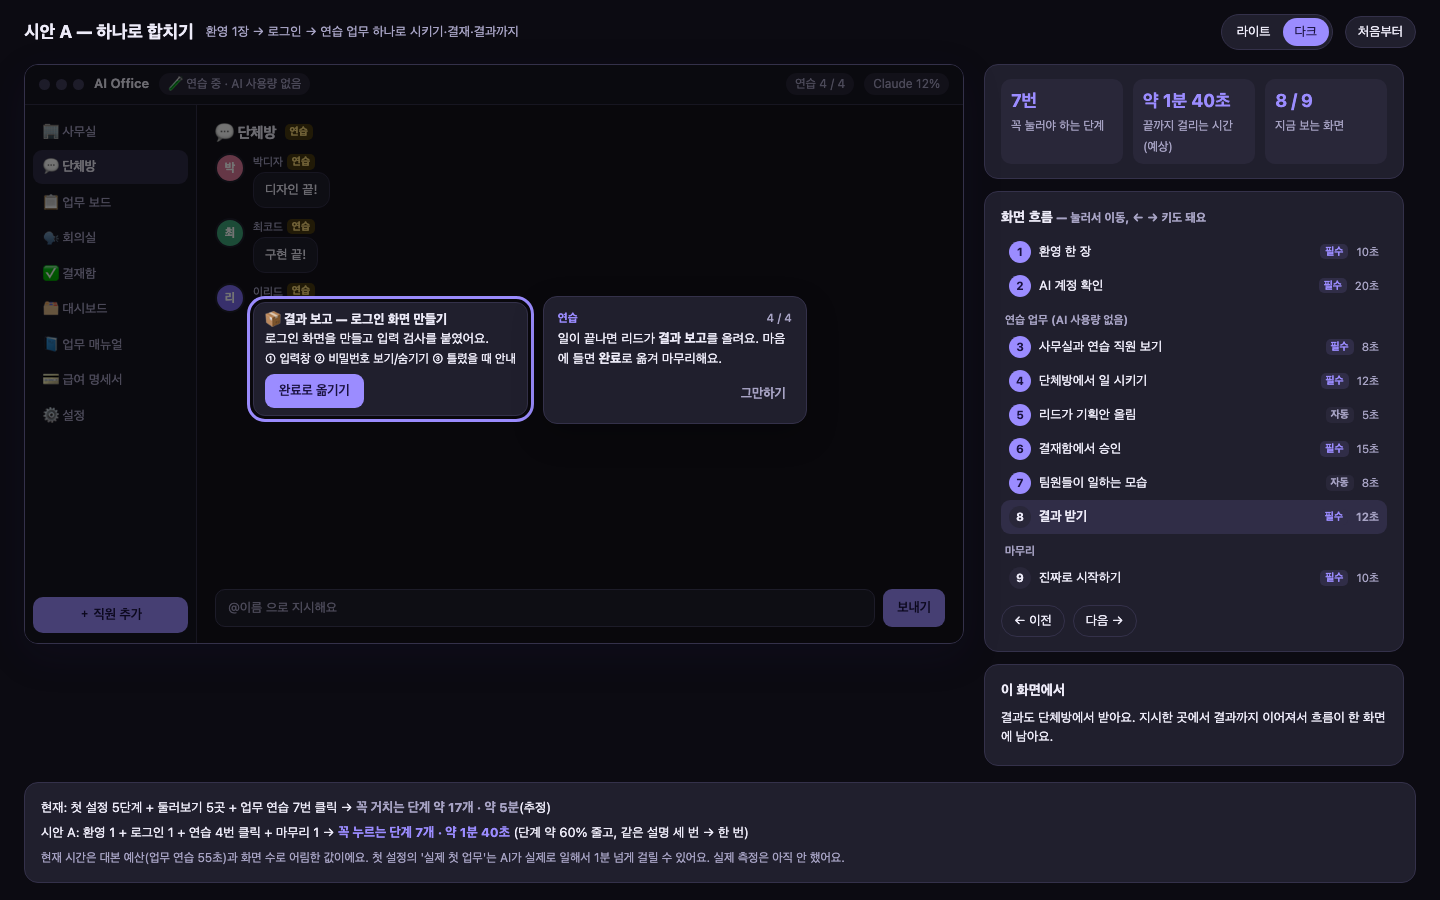 시안 A — 하나로 합치기
환영 1장 → 로그인 → 연습 업무 하나로 시키기·결재·결과까지
라이트
다크
처음부터
AI Office
연습 중 · AI 사용량 없음
연습 4 / 4
Claude 12%
사무실
단체방
업무 보드
회의실
결재함
대시보드
업무 매뉴얼
급여 명세서
설정
+ 직원 추가
단체방
연습
박
박디자
연습
디자인 끝!
최
최코드
연습
구현 끝!
리
이리드
연습
결과 보고 — 로그인 화면 만들기
로그인 화면을 만들고 입력 검사를 붙였어요.
① 입력창 ② 비밀번호 보기/숨기기 ③ 틀렸을 때 안내
완료로 옮기기
연습
4 / 4
일이 끝나면 리드가 결과 보고를 올려요. 마음
에 들면 완료로 옮겨 마무리해요.
그만하기
@이름 으로 지시해요
보내기
7번
꼭 눌러야 하는 단계
약 1분 40초
끝까지 걸리는 시간
(예상)
8 / 9
지금 보는 화면
화면 흐름 — 눌러서 이동, ← → 키도 돼요
1 환영 한 장 필수 10초
2 AI 계정 확인 필수 20초
연습 업무 (AI 사용량 없음)
3 사무실과 연습 직원 보기 필수 8초
4 단체방에서 일 시키기 필수 12초
5 리드가 기획안 올림 자동 5초
6 결재함에서 승인 필수 15초
7 팀원들이 일하는 모습 자동 8초
8 결과 받기 필수 12초
마무리
9 진짜로 시작하기 필수 10초
← 이전
다음 →
이 화면에서
결과도 단체방에서 받아요. 지시한 곳에서 결과까지 이어져서 흐름이 한 화면
에 남아요.
현재: 첫 설정 5단계 + 둘러보기 5곳 + 업무 연습 7번 클릭 → 꼭 거치는 단계 약 17개 · 약 5분(추정)
시안 A: 환영 1 + 로그인 1 + 연습 4번 클릭 + 마무리 1 → 꼭 누르는 단계 7개 · 약 1분 40초 (단계 약 60% 줄고, 같은 설명 세 번 → 한 번)
현재 시간은 대본 예산(업무 연습 55초)과 화면 수로 어림한 값이에요. 첫 설정의 '실제 첫 업무'는 AI가 실제로 일해서 1분 넘게 걸릴 수 있어요. 실제 측정은 아직 안 했어요.